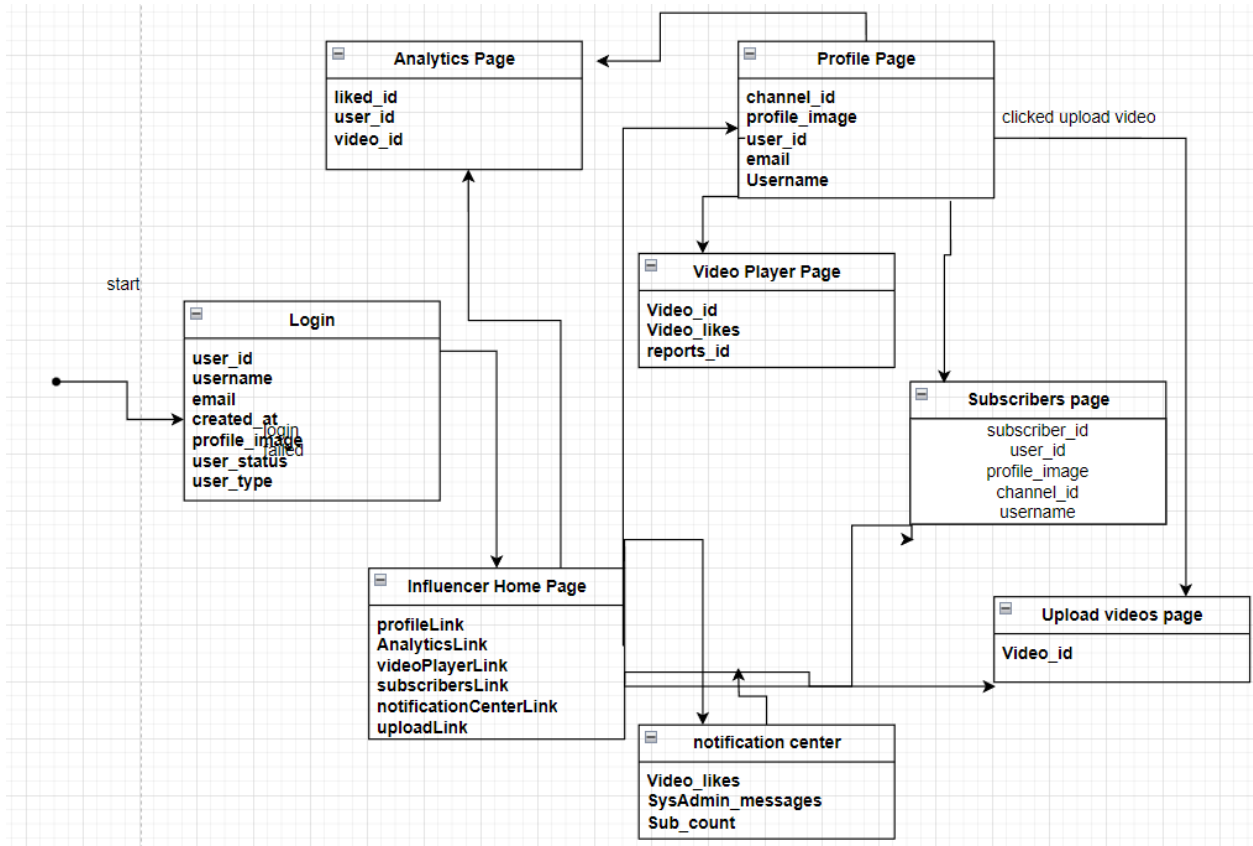 Analytics Page
liked_id
user_id
video_id
Profile Page
channel_id
profile_image
user_id
email
Username
clicked upload video
Video Player Page
Video_id
Video_likes
reports_id
start
Login
user_id
username
email
created_at
profile_image
user_status
user_type
login
failed
Subscribers page
subscriber_id
user_id
profile_image
channel_id
username
Influencer Home Page
profileLink
AnalyticsLink
videoPlayerLink
subscribersLink
notificationCenterLink
uploadLink
Upload videos page
Video_id
notification center
Video_likes
SysAdmin_messages
Sub_count